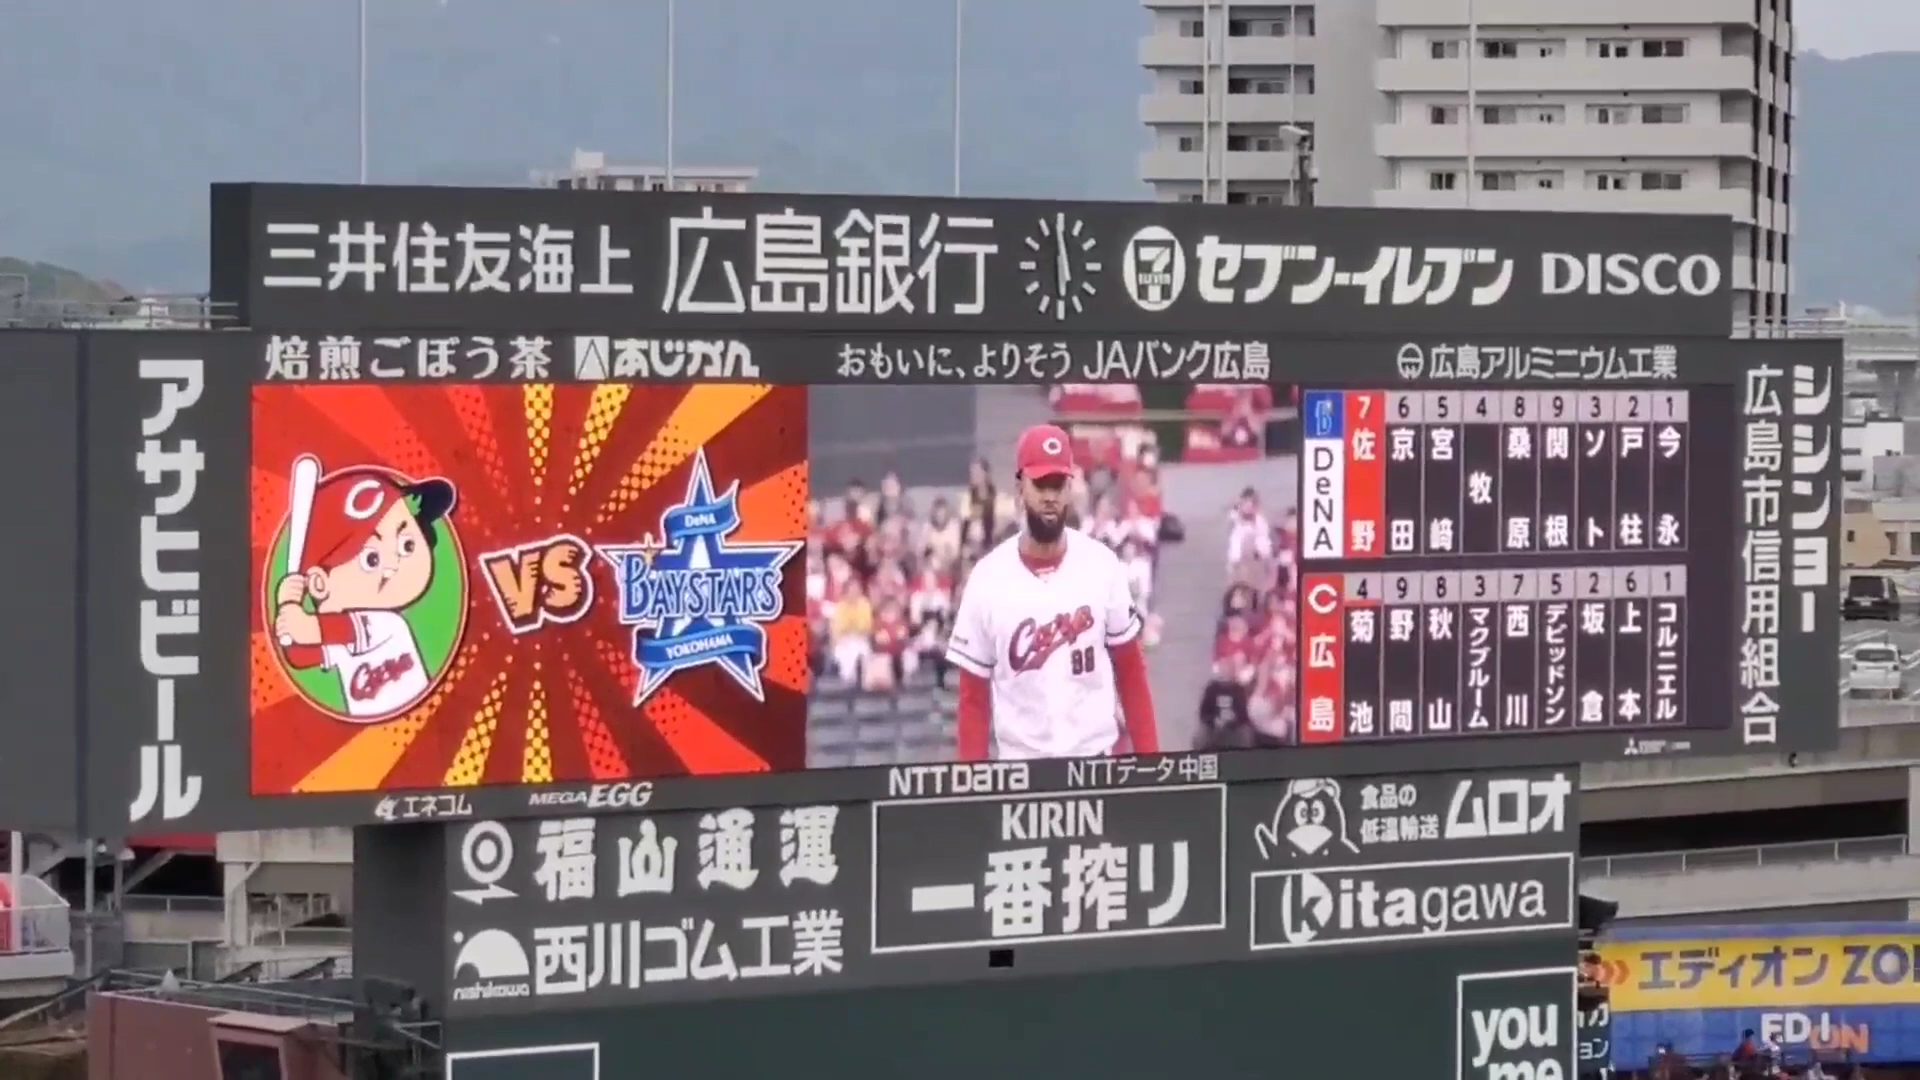 三井住友海上 広島銀行 セブン-イレブン DISCO
7 ELEVEN
焙煎ごぼう茶 あじかん おもいに、よりそう JAバンク広島 広島アルミニウム工業
アサヒビール
シシンヨー
広島市信用組合
VS
DeNA
BAYSTARS
YOKOHAMA
Carp
Carp
98
DeNA
7 6 5 4 8 9 3 2 1
佐野
京田
宮﨑
牧
桑原
関根
ソト
戸柱
今永
広島
4 9 8 3 7 5 2 6 1
菊池
野間
秋山
マクブルーム
西川
デビッドソン
坂倉
上本
コルニエル
エネコム MEGA EGG NTT DATA NTTデータ中国
福山通運
KIRIN
一番搾り
食品の
低温輸送 ムロオ
nishikawa 西川ゴム工業
kitagawa
you
me
エディオン ZO
EDION